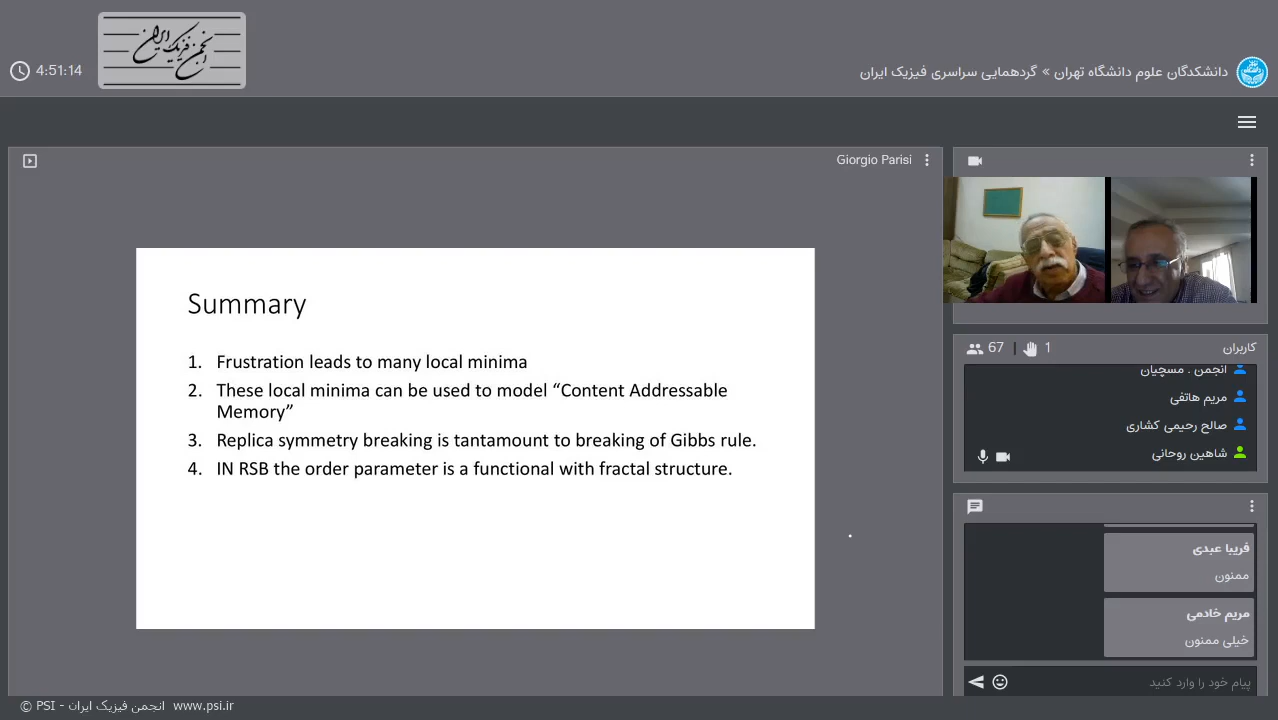 4:51:14
انجمن فیزیک ایران
دانشکدگان علوم دانشگاه تهران » گردهمایی سراسری فیزیک ایران
Giorgio Parisi
Summary
1. Frustration leads to many local minima
2. These local minima can be used to model “Content Addressable
Memory”
3. Replica symmetry breaking is tantamount to breaking of Gibbs rule.
4. IN RSB the order parameter is a functional with fractal structure.
کاربران
67 | 1
انجمن . مسچیان
مریم هاتفی
صالح رحیمی کشاری
شاهین روحانی
فریبا عبدی
ممنون
مریم خادمی
خیلی ممنون
پیام خود را وارد کنید
© PSI - انجمن فیزیک ایران www.psi.ir